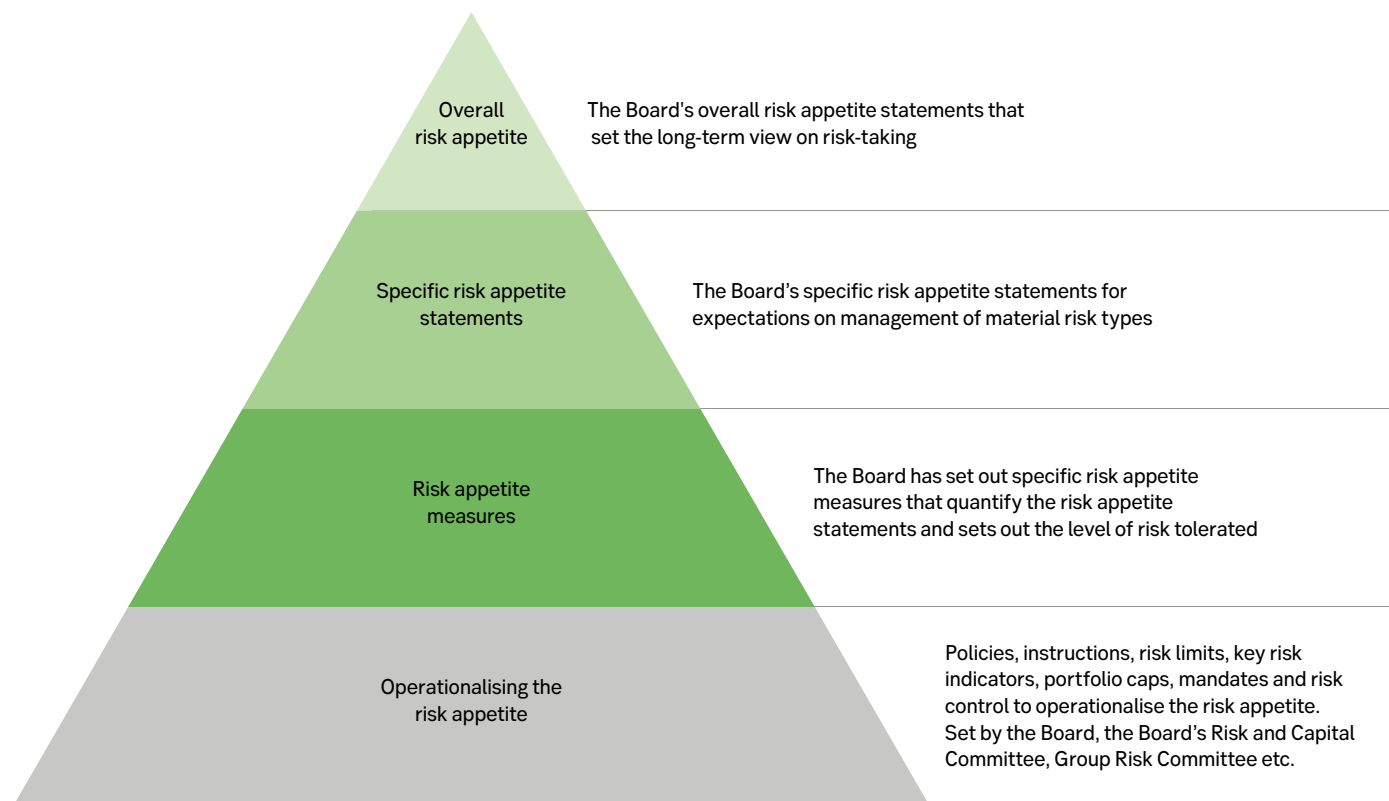 Overall
risk appetite
The Board's overall risk appetite statements that
set the long-term view on risk-taking
Specific risk appetite
statements
The Board’s specific risk appetite statements for
expectations on management of material risk types
Risk appetite
measures
The Board has set out specific risk appetite
measures that quantify the risk appetite
statements and sets out the level of risk tolerated
Operationalising the
risk appetite
Policies, instructions, risk limits, key risk
indicators, portfolio caps, mandates and risk
control to operationalise the risk appetite.
Set by the Board, the Board’s Risk and Capital
Committee, Group Risk Committee etc.